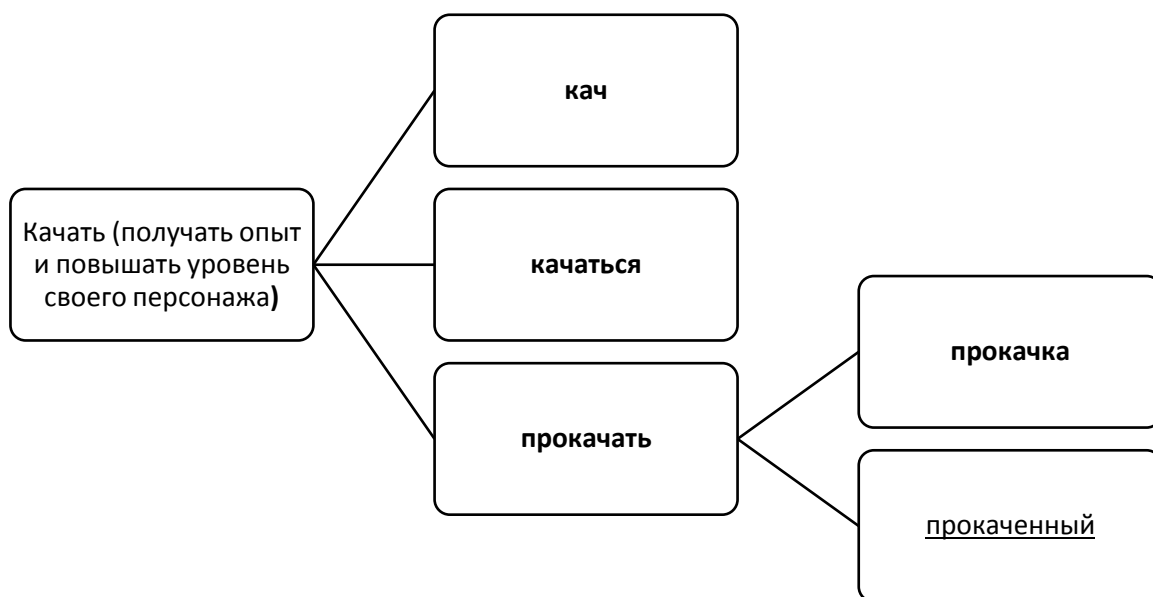 кач
Качать (получать опыт
и повышать уровень
своего персонажа)
качаться
прокачать
прокачка
прокаченный